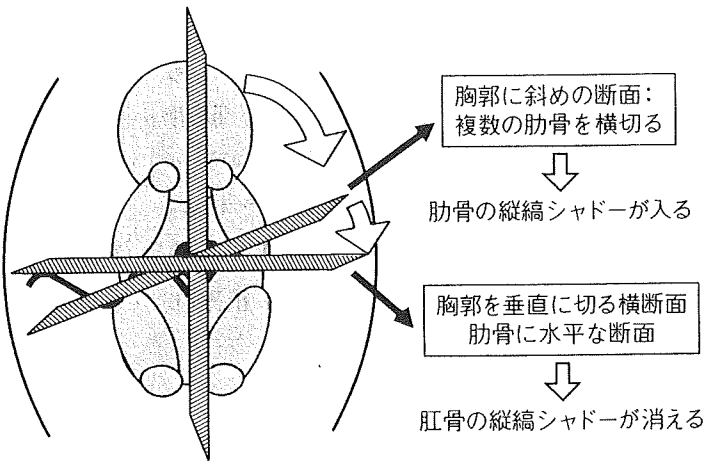 胸郭に斜めの断面：
複数の肋骨を横切る
肋骨の縦縞シャドーが入る
胸郭を垂直に切る横断面
肋骨に水平な断面
肛骨の縦縞シャドーが消える